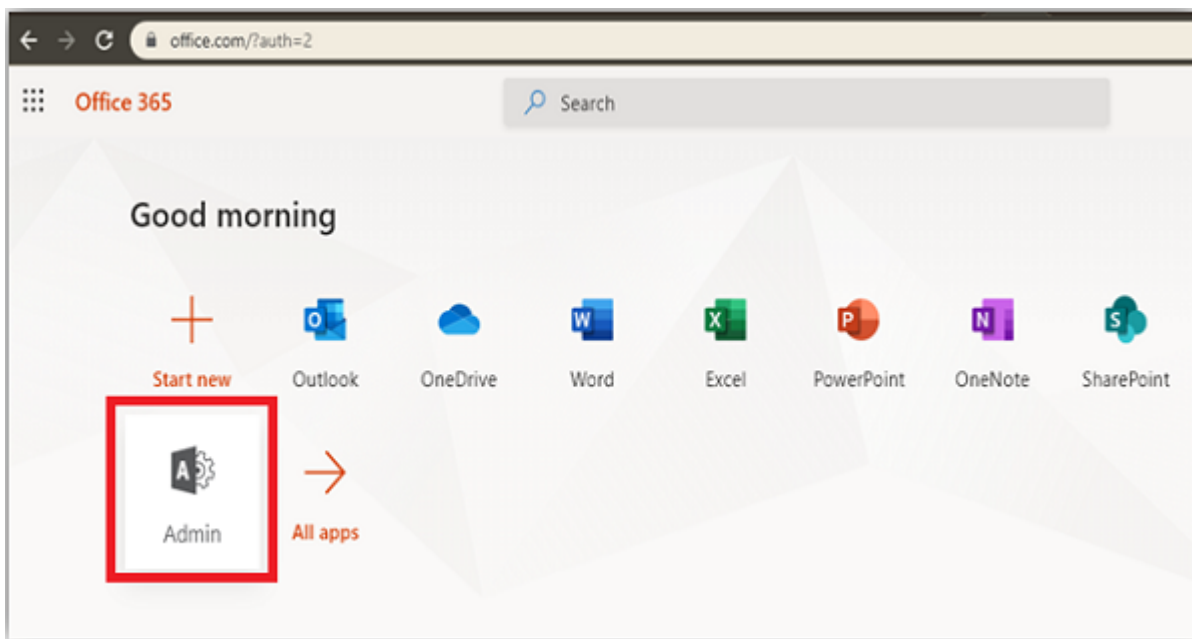 office.com/?auth=2
Office 365
Search
Good morning
Start new
Outlook
OneDrive
Word
Excel
PowerPoint
OneNote
SharePoint
Admin
All apps